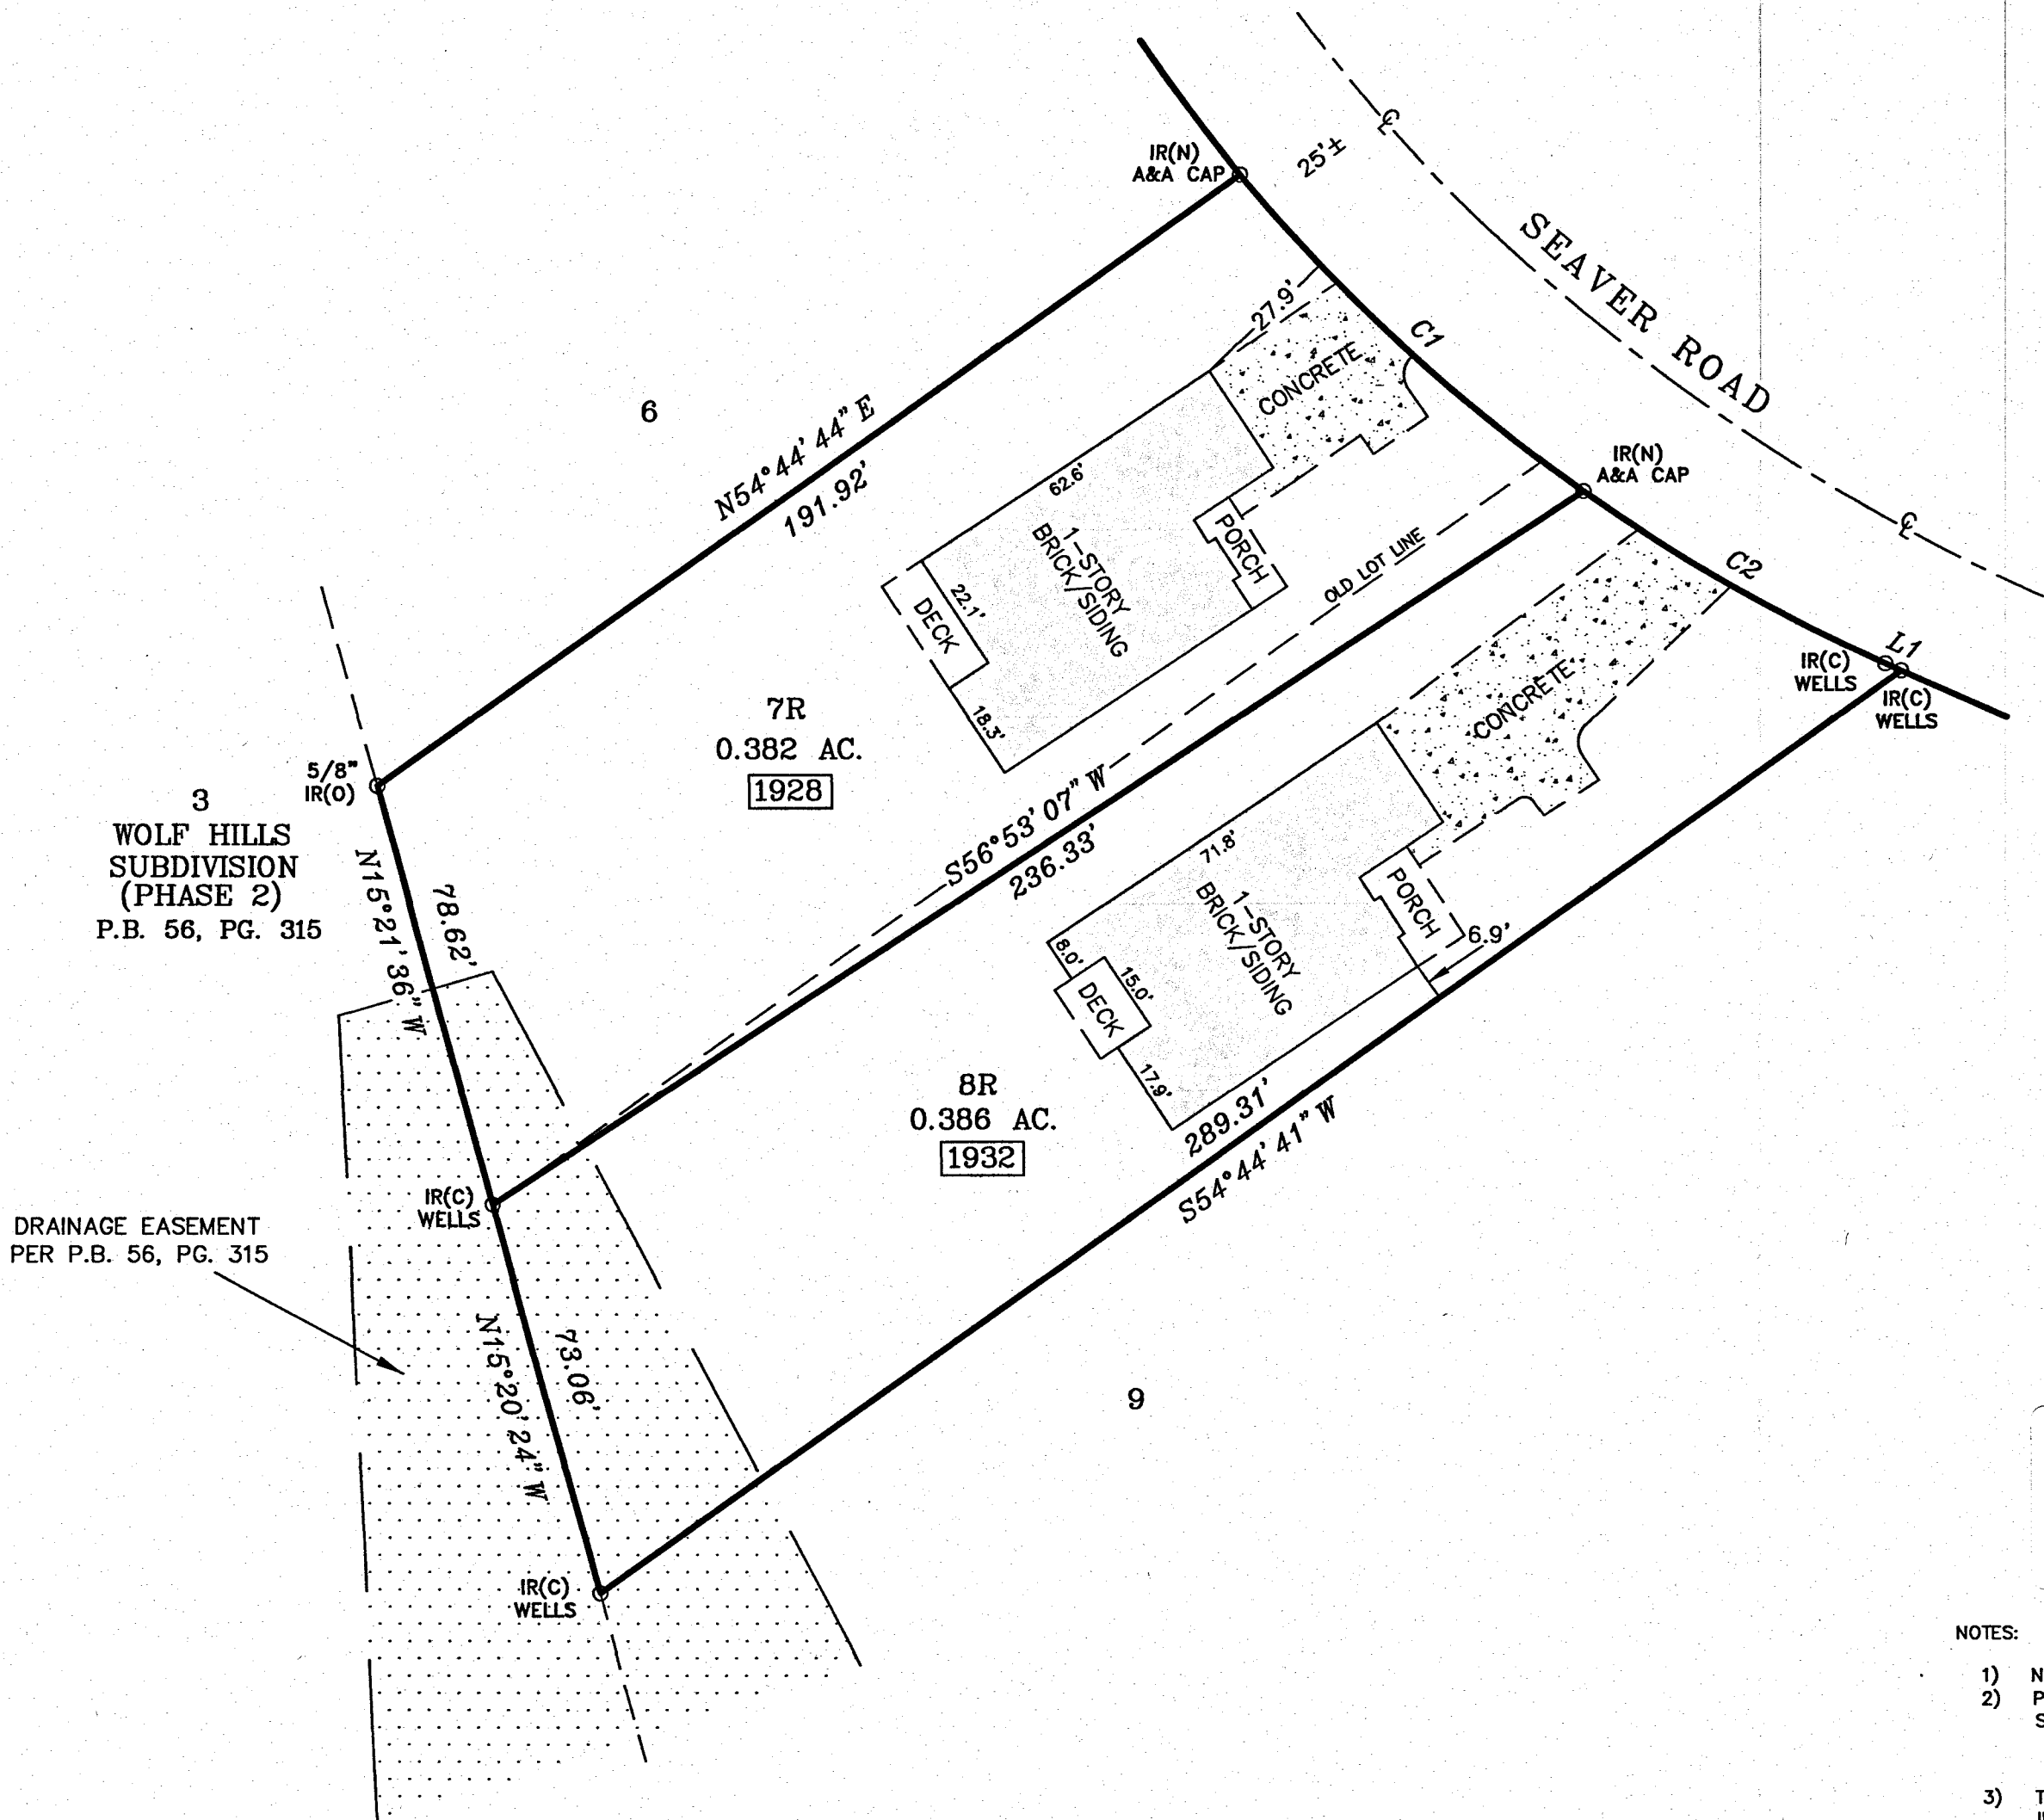 SEAVER ROAD
25'±
IR(N)
A&A CAP
C1
27.9'
CONCRETE
6
N54°44'44" E
191.92'
62.6'
1-STORY
BRICK/SIDING
PORCH
22.1'
DECK
18.3'
IR(N)
A&A CAP
C2
L1
IR(C)
WELLS
IR(C)
WELLS
OLD LOT LINE
7R
0.382 AC.
1928
5/8"
IR(O)
3
WOLF HILLS
SUBDIVISION
(PHASE 2)
P.B. 56, PG. 315
N15°21'36" W
78.62'
S56°53'07" W
236.33'
CONCRETE
71.8'
1-STORY
BRICK/SIDING
PORCH
6.9'
8.0'
15.0'
DECK
17.9'
8R
0.386 AC.
1932
289.31'
S54°44'41" W
IR(C)
WELLS
DRAINAGE EASEMENT
PER P.B. 56, PG. 315
N15°20'24" W
73.06'
9
IR(C)
WELLS
NOTES:
1) N
2) P
S
3) T